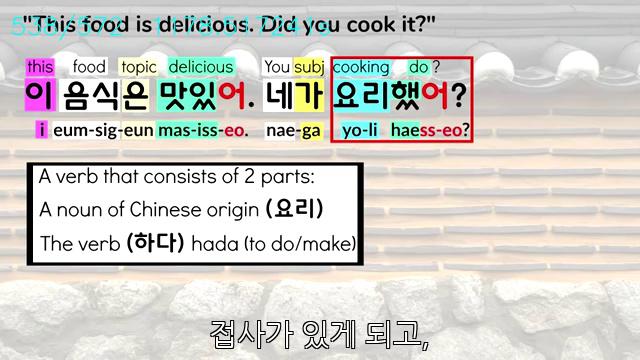 "This food is delicious. Did you cook it?"
this food topic delicious You subj cooking do ?
이 음식은 맛있어. 네가 요리했어?
i eum-sig-eun mas-iss-eo. nae-ga yo-li haess-eo?
A verb that consists of 2 parts:
A noun of Chinese origin (요리)
The verb (하다) hada (to do/make)
접사가 있게 되고,